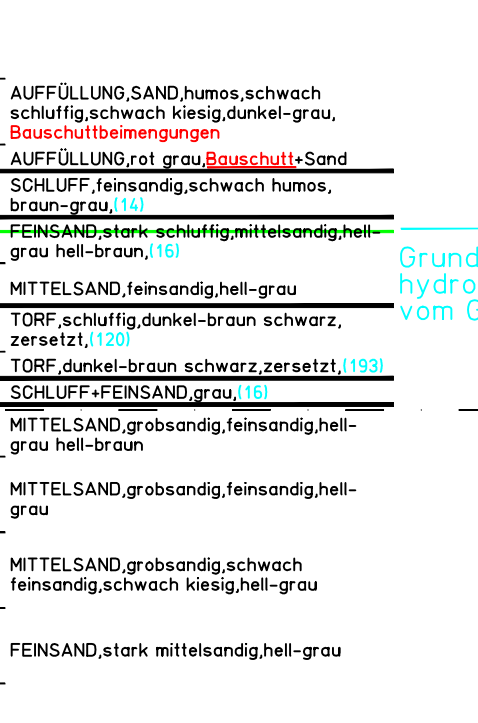 AUFFÜLLUNG,SAND,humos,schwach
schluffig,schwach kiesig,dunkel-grau,
Bauschuttbeimengungen
AUFFÜLLUNG,rot grau,Bauschutt+Sand
SCHLUFF,feinsandig,schwach humos,
braun-grau,(14)
FEINSAND,stark schluffig,mittelsandig,hell-
grau hell-braun,(16)
MITTELSAND,feinsandig,hell-grau
TORF,schluffig,dunkel-braun schwarz,
zersetzt,(120)
TORF,dunkel-braun schwarz,zersetzt,(193)
SCHLUFF+FEINSAND,grau,(16)
MITTELSAND,grobsandig,feinsandig,hell-
grau hell-braun
MITTELSAND,grobsandig,feinsandig,hell-
grau
MITTELSAND,grobsandig,schwach
feinsandig,schwach kiesig,hell-grau
FEINSAND,stark mittelsandig,hell-grau
Grund
hydro
vom G